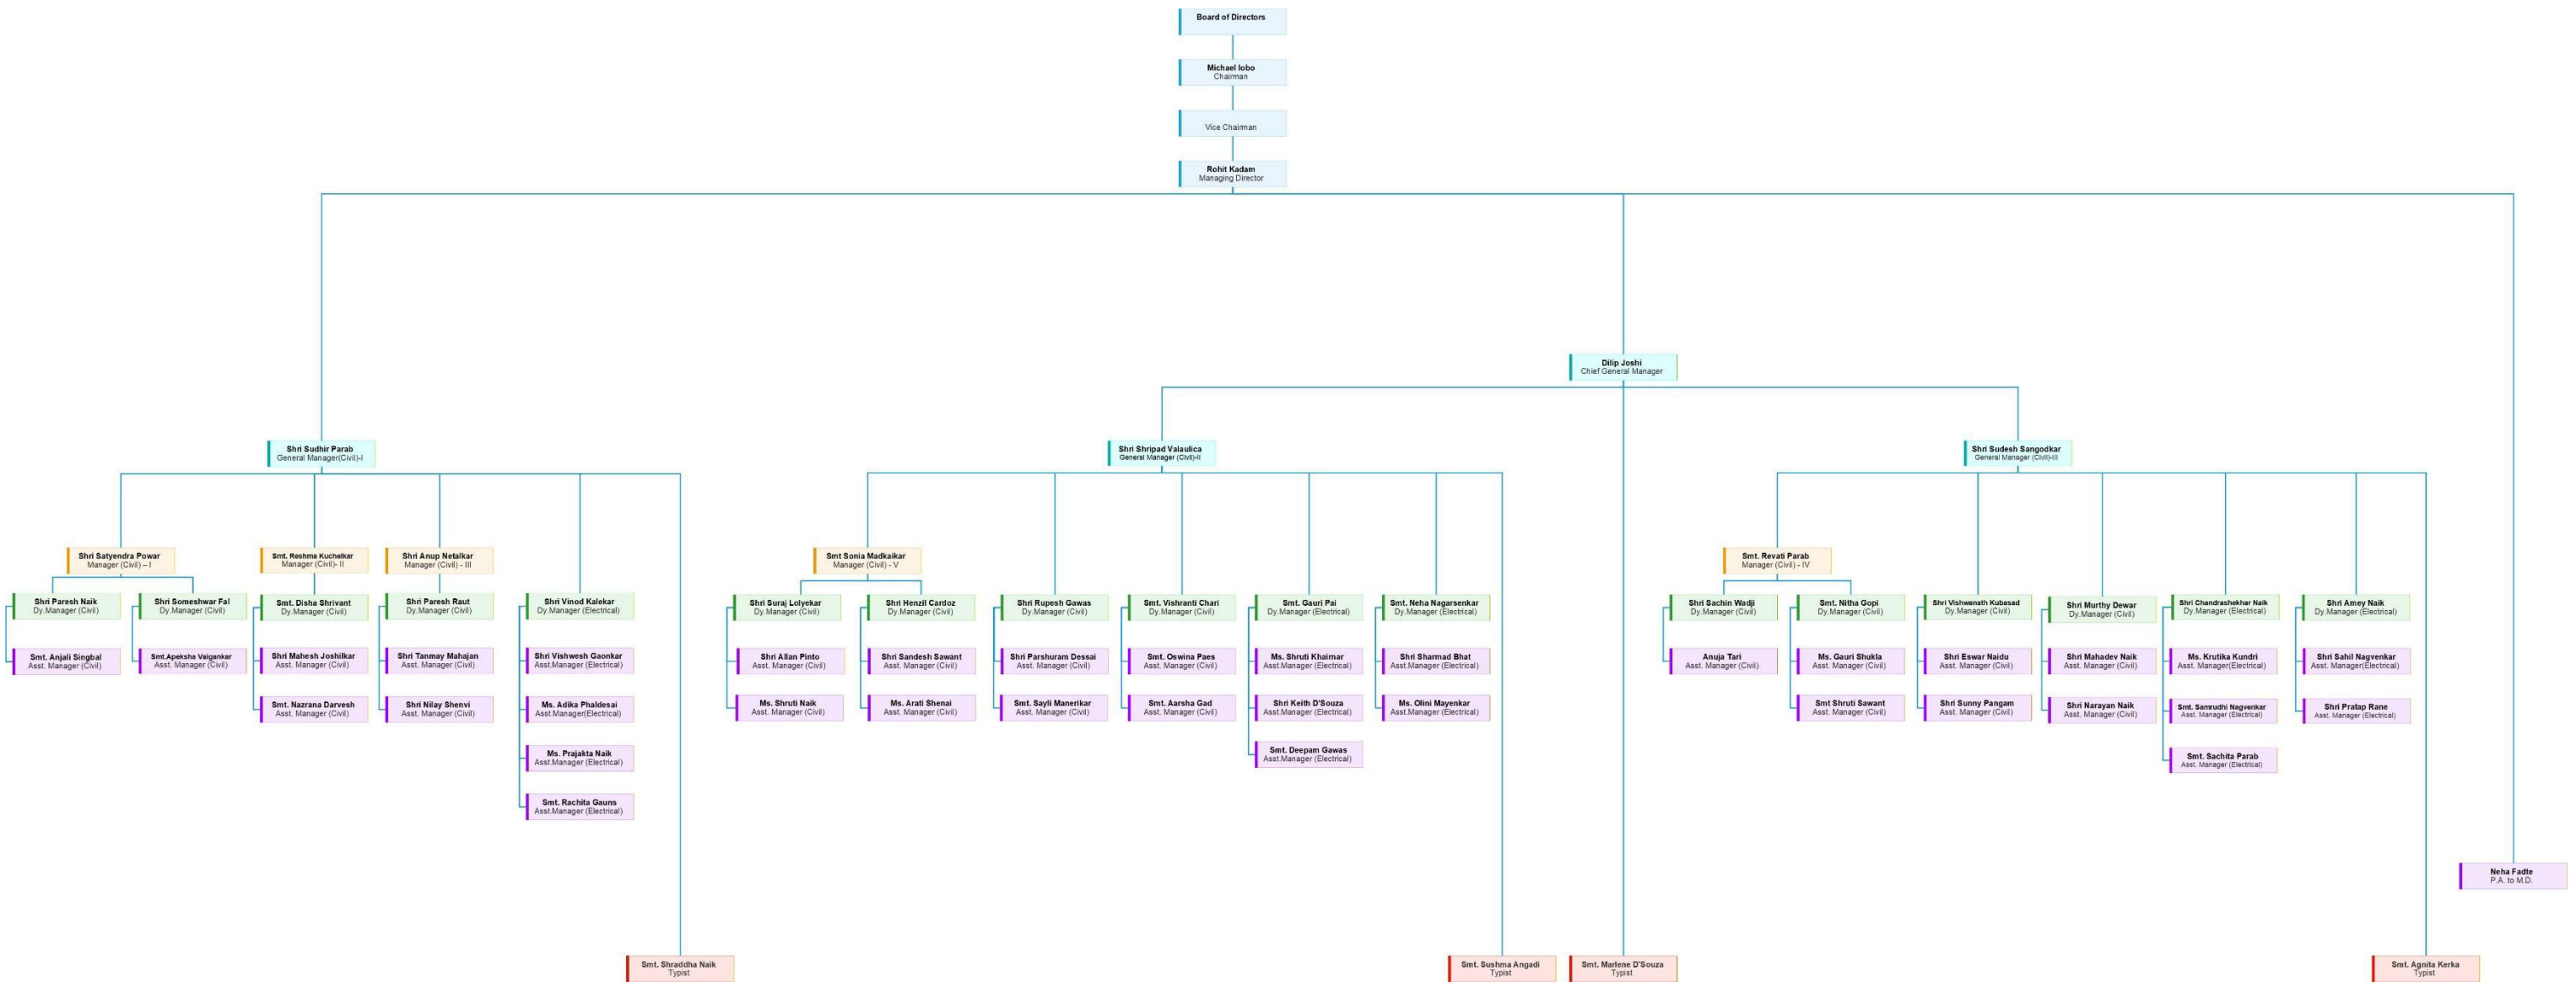 Board of Directors
Michael lobo
Chairman
Vice Chairman
Rohit Kadam
Managing Director
Dilip Joshi
Chief General Manager
Shri Sudhir Parab
General Manager(Civil)-I
Shri Shripad Valaulica
General Manager (Civil)-II
Shri Sudesh Sangodkar
General Manager (Civil)-III
Shri Satyendra Powar
Manager (Civil) – I
Smt. Reshma Kuchelkar
Manager (Civil)- II
Shri Anup Netalkar
Manager (Civil) - III
Smt Sonia Madkaikar
Manager (Civil) - V
Smt. Revati Parab
Manager (Civil) - IV
Shri Paresh Naik
Dy.Manager (Civil)
Shri Someshwar Fal
Dy.Manager (Civil)
Smt. Disha Shrivant
Dy.Manager (Civil)
Shri Paresh Raut
Dy.Manager (Civil)
Shri Vinod Kalekar
Dy.Manager (Electrical)
Shri Suraj Lolyekar
Dy.Manager (Civil)
Shri Henzil Cardoz
Dy.Manager (Civil)
Shri Rupesh Gawas
Dy.Manager (Civil)
Smt. Vishranti Chari
Dy.Manager (Civil)
Smt. Gauri Pai
Dy.Manager (Electrical)
Smt. Neha Nagarsenkar
Dy.Manager (Electrical)
Shri Sachin Wadji
Dy.Manager (Civil)
Smt. Nitha Gopi
Dy.Manager (Civil)
Shri Vishwanath Kubasad
Dy.Manager (Civil)
Shri Murthy Dewar
Dy.Manager (Civil)
Shri Chandrashekhar Naik
Dy.Manager (Electrical)
Shri Amey Naik
Dy.Manager (Electrical)
Smt. Anjali Singbal
Asst. Manager (Civil)
Smt.Apeksha Vaigankar
Asst. Manager (Civil)
Shri Mahesh Joshilkar
Asst. Manager (Civil)
Shri Tanmay Mahajan
Asst. Manager (Civil)
Shri Vishwesh Gaonkar
Asst.Manager (Electrical)
Shri Allan Pinto
Asst. Manager (Civil)
Shri Sandesh Sawant
Asst. Manager (Civil)
Shri Parshuram Dessai
Asst. Manager (Civil)
Smt. Oswina Paes
Asst. Manager (Civil)
Ms. Shruti Khairnar
Asst.Manager (Electrical)
Shri Sharmad Bhat
Asst.Manager (Electrical)
Anuja Tari
Asst. Manager (Civil)
Ms. Gauri Shukla
Asst. Manager (Civil)
Shri Eswar Naidu
Asst. Manager (Civil)
Shri Mahadev Naik
Asst. Manager (Civil)
Ms. Krutika Kundri
Asst. Manager(Electrical)
Shri Sahil Nagvenkar
Asst. Manager(Electrical)
Smt. Nazrana Darvesh
Asst. Manager (Civil)
Shri Nilay Shenvi
Asst. Manager (Civil)
Ms. Adika Phaldesai
Asst. Manager(Electrical)
Ms. Shruti Naik
Asst. Manager (Civil)
Ms. Arati Shenai
Asst. Manager (Civil)
Smt. Sayli Manerikar
Asst. Manager (Civil)
Smt. Aarsha Gad
Asst. Manager (Civil)
Shri Keith D'Souza
Asst.Manager (Electrical)
Ms. Olini Mayenkar
Asst.Manager (Electrical)
Smt Shruti Sawant
Asst. Manager (Civil)
Shri Sunny Pangam
Asst. Manager (Civil)
Shri Narayan Naik
Asst. Manager (Civil)
Smt. Samrudhi Nagvenkar
Asst. Manager (Electrical)
Shri Pratap Rane
Asst. Manager (Electrical)
Ms. Prajakta Naik
Asst.Manager (Electrical)
Smt. Deepam Gawas
Asst.Manager (Electrical)
Smt. Sachita Parab
Asst. Manager (Electrical)
Smt. Rachita Gauns
Asst.Manager (Electrical)
Neha Fadte
P.A. to M.D.
Smt. Shraddha Naik
Typist
Smt. Sushma Angadi
Typist
Smt. Marlene D'Souza
Typist
Smt. Agnita Kerka
Typist